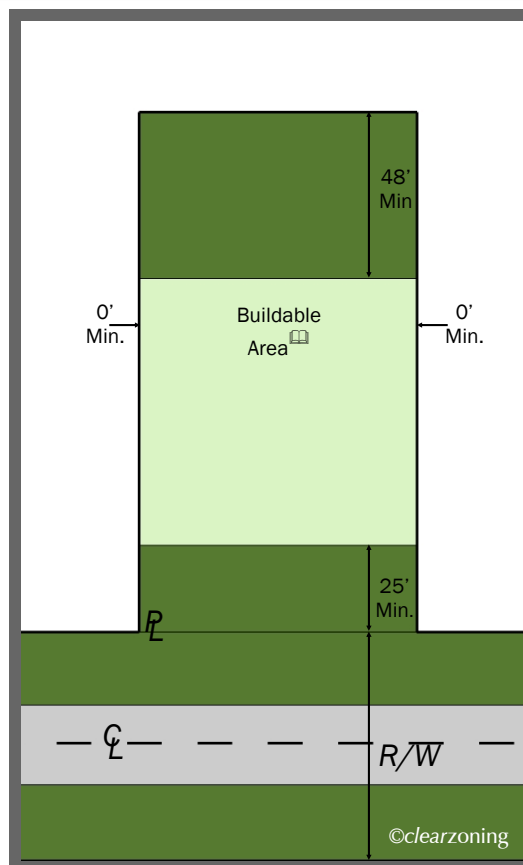 48’
Min
0’
Min.
Buildable
Area
0’
Min.
25’
Min.
PL
CL
R/W
©clearzoning